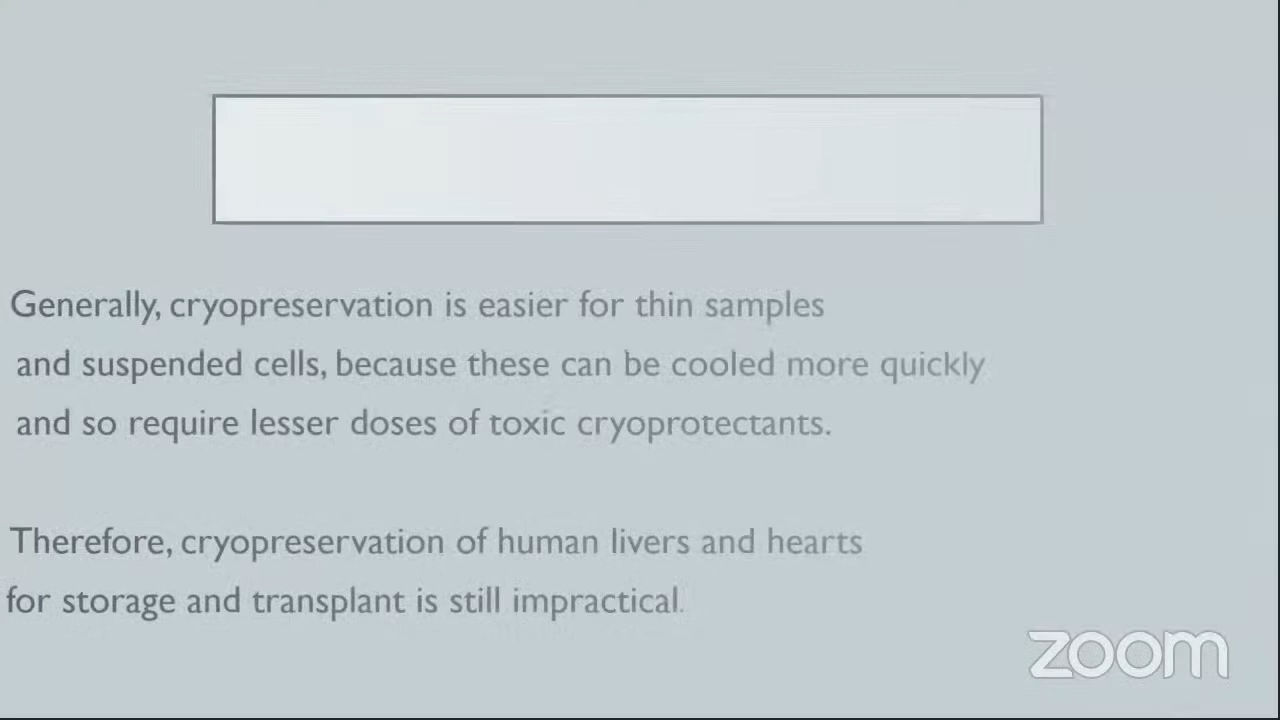 Generally, cryopreservation is easier for thin samples
and suspended cells, because these can be cooled more quickly
and so require lesser doses of toxic cryoprotectants.
Therefore, cryopreservation of human livers and hearts
for storage and transplant is still impractical.
zoom